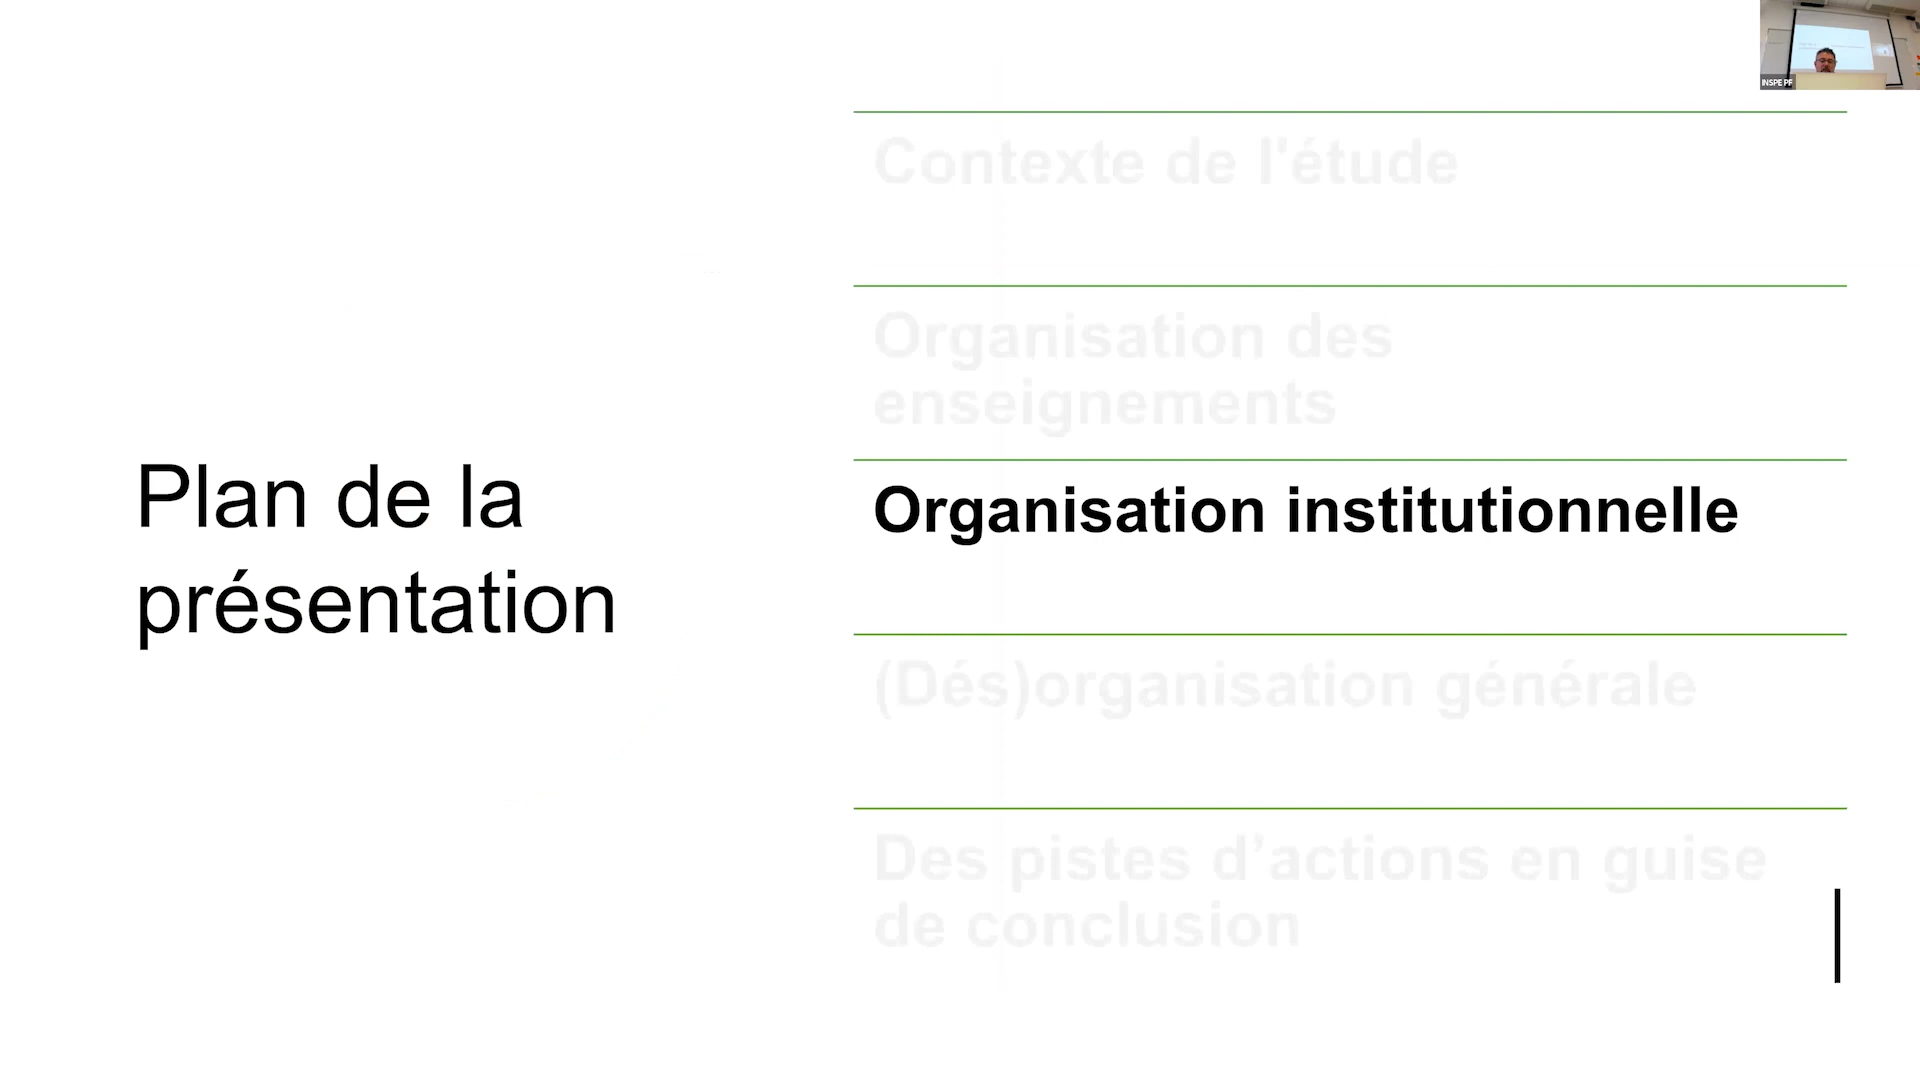 INSPE PF
Contexte de l'étude
Organisation des
enseignements
Plan de la
présentation
Organisation institutionnelle
(Dés)organisation générale
Des pistes d’actions en guise
de conclusion